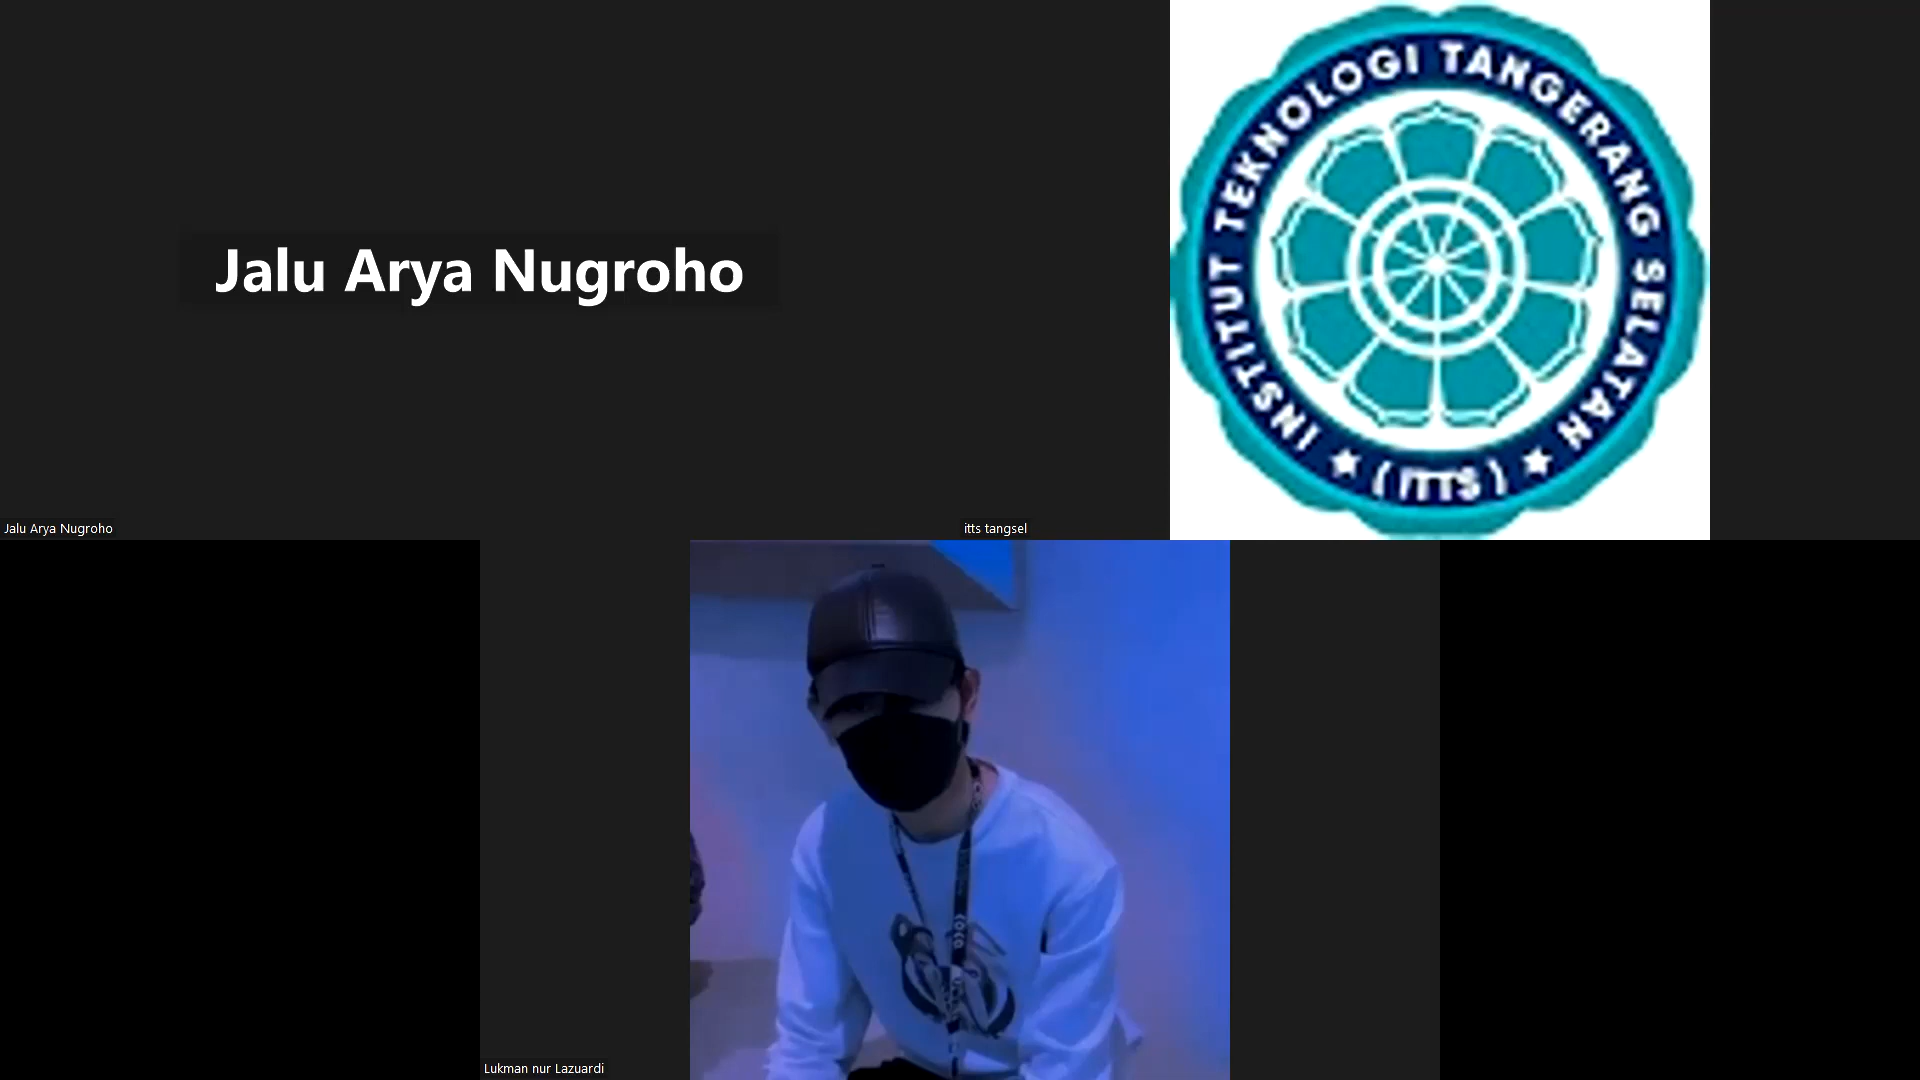 Jalu Arya Nugroho
Jalu Arya Nugroho
INSTITUT TEKNOLOGI TANGERANG SELATAN
( ITTS )
itts tangsel
Lukman nur Lazuardi